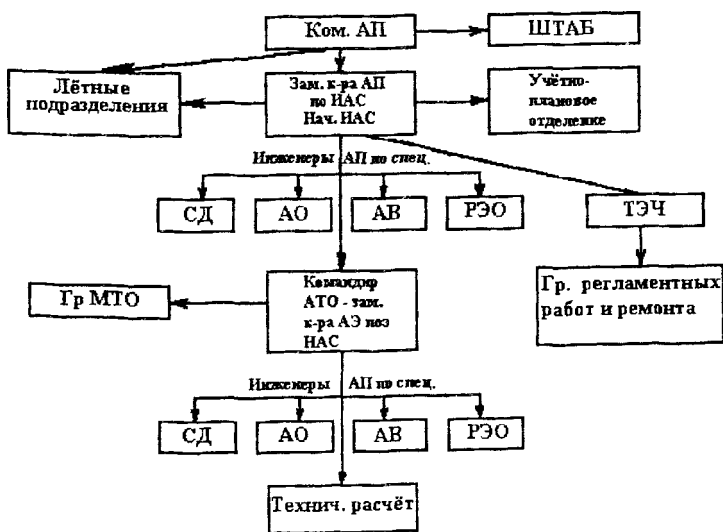 Ком. АП
ШТАБ
Лётные
подразделения
Зам. к-ра АП
по ИАС
Нач. ИАС
Учётно-
плановое
отделение
Инженеры АП по спец.
СД
АО
АВ
РЭО
ТЭЧ
Гр МТО
Командир
АТО - зам.
к-ра АЭ поз
НАС
Гр. регламентных
работ и ремонта
Инженеры АП по спец.
СД
АО
АВ
РЭО
Технич. расчёт